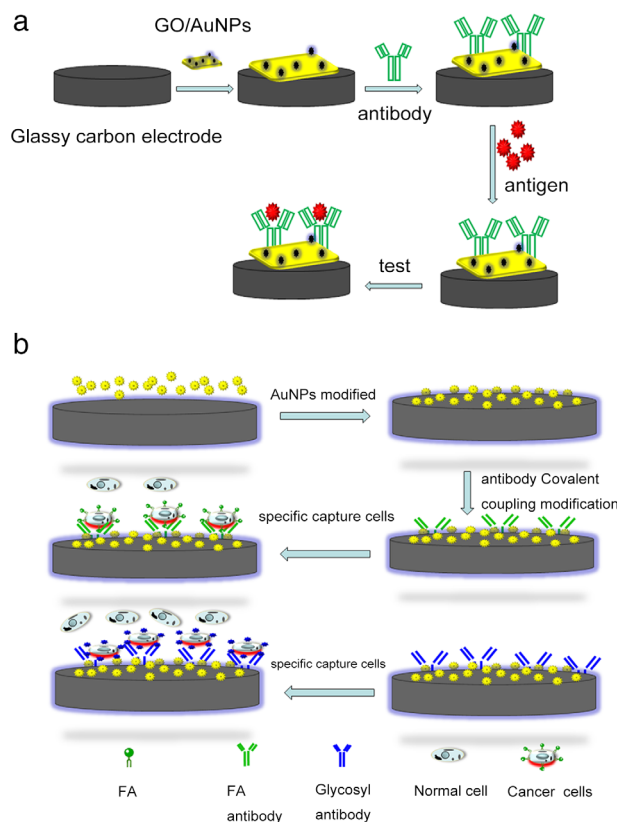 a
GO/AuNPs
antibody
Glassy carbon electrode
antigen
test
b
AuNPs modified
antibody Covalent
coupling modification
specific capture cells
specific capture cells
FA
FA
antibody
Glycosyl
antibody
Normal cell
Cancer cells